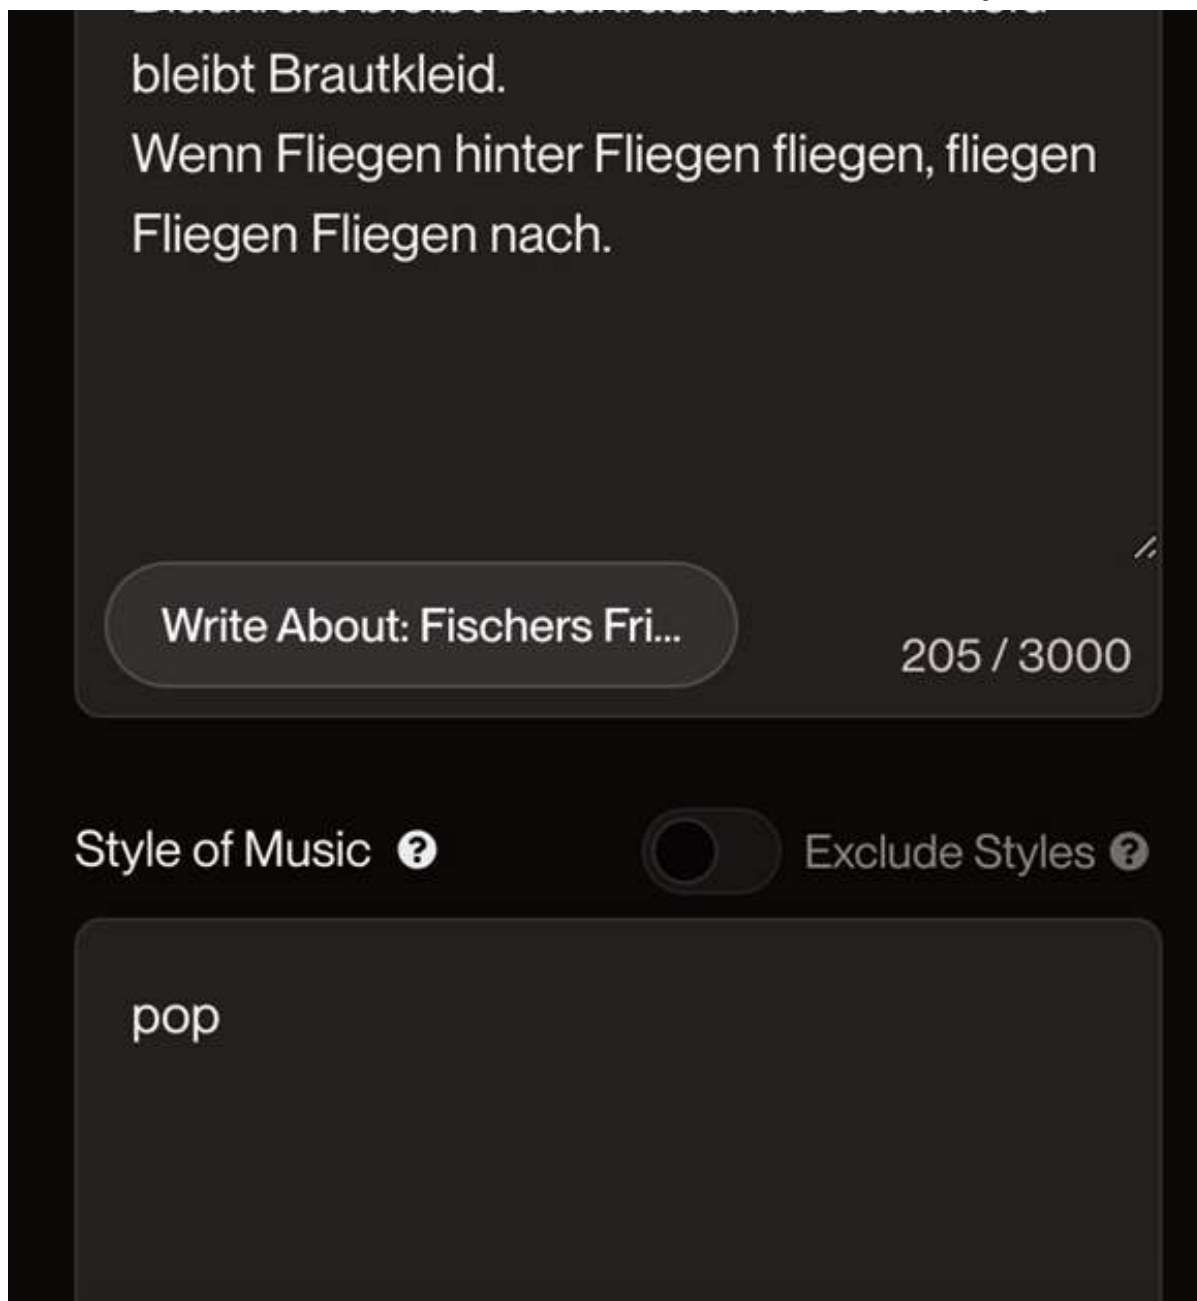 bleibt Brautkleid.
Wenn Fliegen hinter Fliegen fliegen, fliegen
Fliegen Fliegen nach.
Write About: Fischers Fri...
205 / 3000
Style of Music ?
Exclude Styles ?
pop